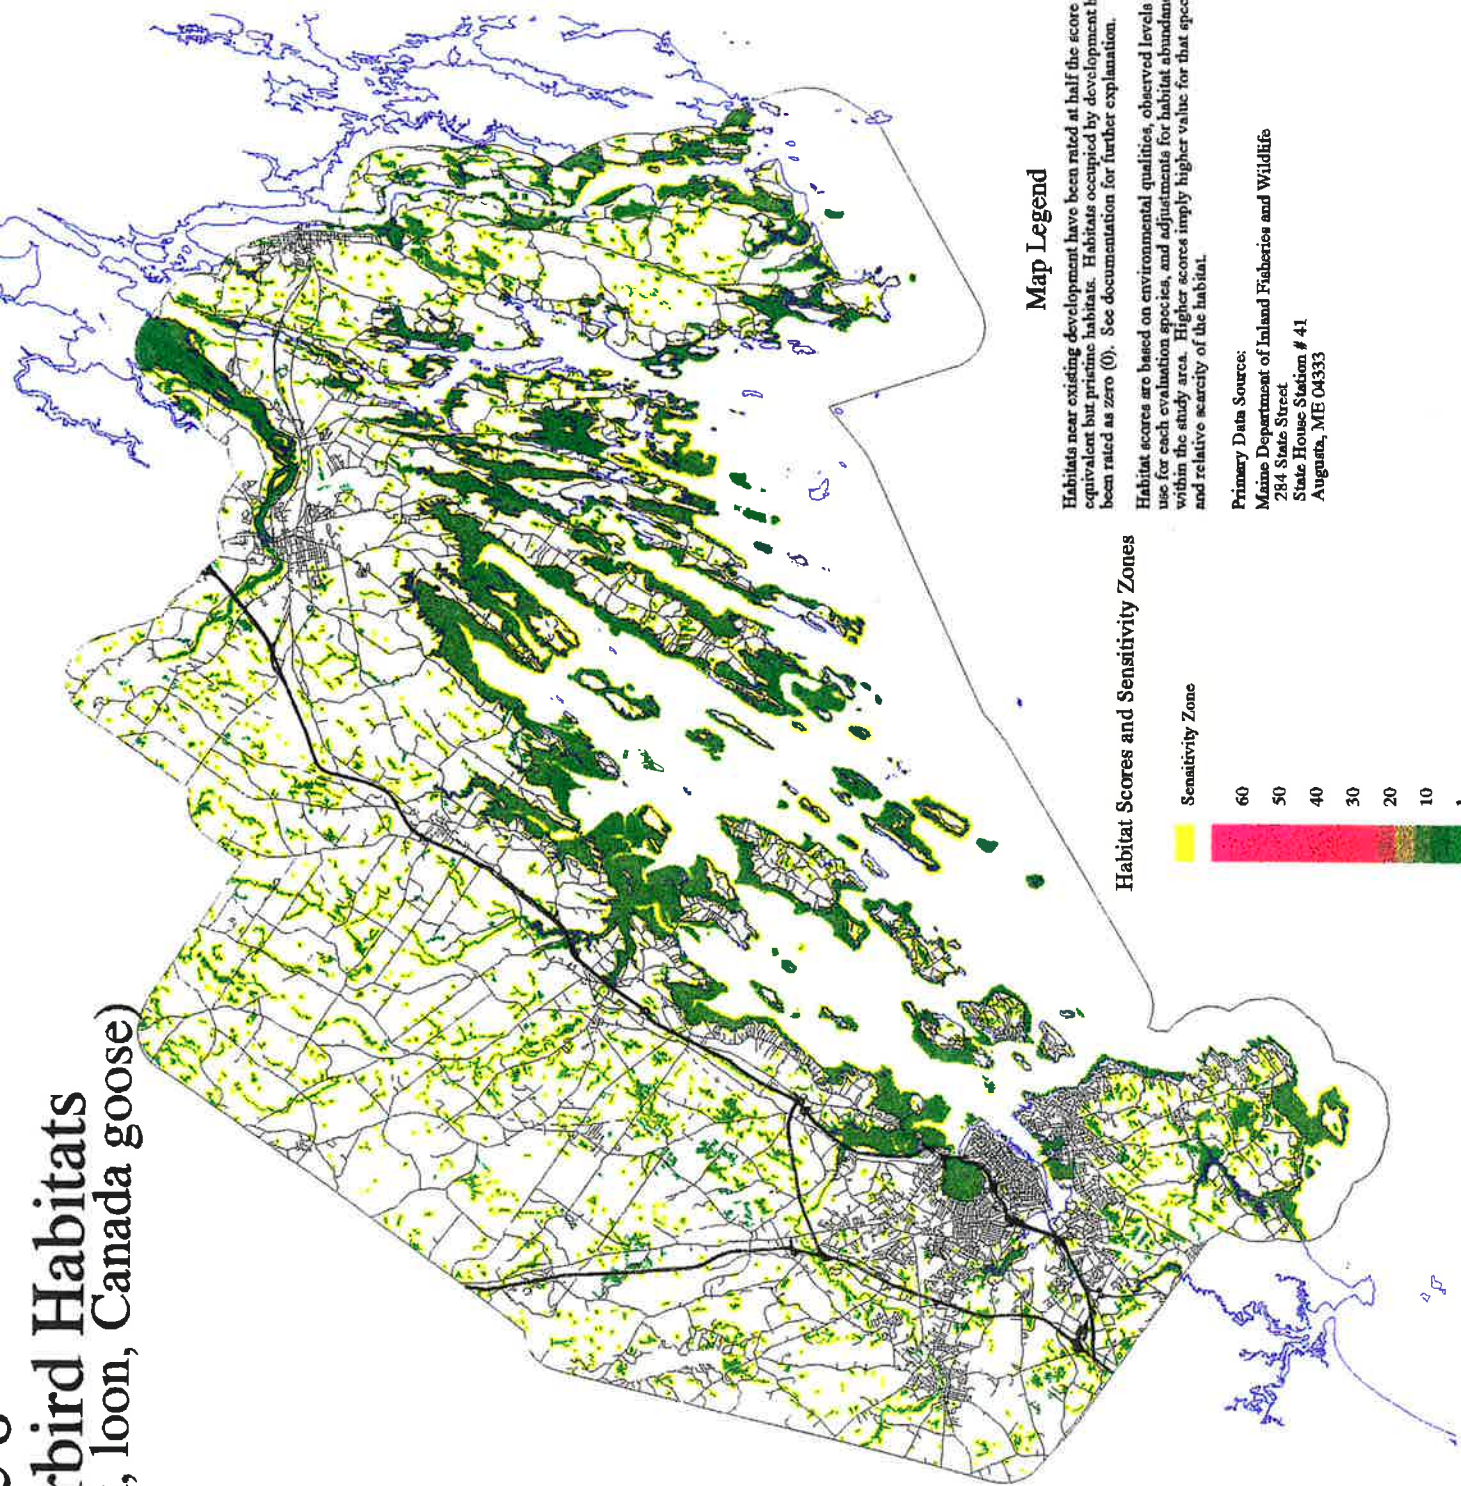 rbird Habitats
, loon, Canada goose)
Map Legend
Habitats near existing development have been rated at half the score
equivalent but pristine habitats. Habitats occupied by development
been rated as zero (0). See documentation for further explanation.
Habitat scores are based on environmental qualities, observed levels
use for each evaluation species, and adjustments for habitat abundan
within the study area. Higher scores imply higher value for that spec
and relative scarcity of the habitat.
Primary Data Source:
Maine Department of Inland Fisheries and Wildlife
284 State Street
State House Station # 41
Augusta, ME 04333
Habitat Scores and Sensitivity Zones
Sensitivity Zone
60
50
40
30
20
10